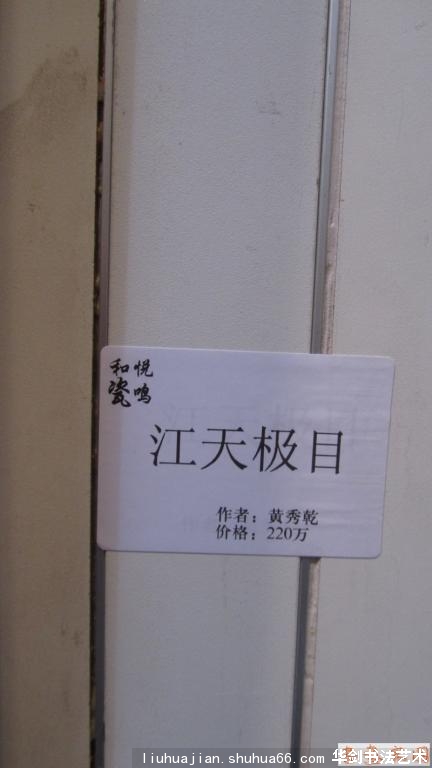 和悦
瓷鸣
江天极目
作者：黄秀乾
价格：220万
liuhuajian.shuhua66.com 华剑书法艺术